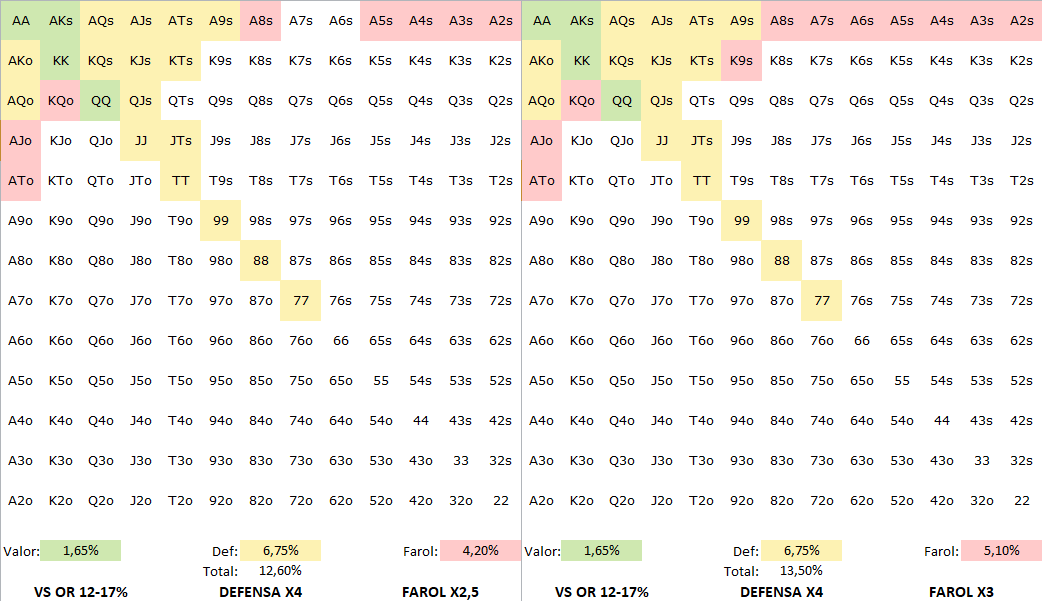 AA AKs AQs AJs ATs A9s A8s A7s A6s A5s A4s A3s A2s AA AKs AQs AJs ATs A9s A8s A7s A6s A5s A4s A3s A2s
AKo KK KQs KJs KTs K9s K8s K7s K6s K5s K4s K3s K2s AKo KK KQs KJs KTs K9s K8s K7s K6s K5s K4s K3s K2s
AQo KQo QQ QJs QTs Q9s Q8s Q7s Q6s Q5s Q4s Q3s Q2s AQo KQo QQ QJs QTs Q9s Q8s Q7s Q6s Q5s Q4s Q3s Q2s
AJo KJo QJo JJ JTs J9s J8s J7s J6s J5s J4s J3s J2s AJo KJo QJo JJ JTs J9s J8s J7s J6s J5s J4s J3s J2s
ATo KTo QTo JTo TT T9s T8s T7s T6s T5s T4s T3s T2s ATo KTo QTo JTo TT T9s T8s T7s T6s T5s T4s T3s T2s
A9o K9o Q9o J9o T9o 99 98s 97s 96s 95s 94s 93s 92s A9o K9o Q9o J9o T9o 99 98s 97s 96s 95s 94s 93s 92s
A8o K8o Q8o J8o T8o 98o 88 87s 86s 85s 84s 83s 82s A8o K8o Q8o J8o T8o 98o 88 87s 86s 85s 84s 83s 82s
A7o K7o Q7o J7o T7o 97o 87o 77 76s 75s 74s 73s 72s A7o K7o Q7o J7o T7o 97o 87o 77 76s 75s 74s 73s 72s
A6o K6o Q6o J6o T6o 96o 86o 76o 66 65s 64s 63s 62s A6o K6o Q6o J6o T6o 96o 86o 76o 66 65s 64s 63s 62s
A5o K5o Q5o J5o T5o 95o 85o 75o 65o 55 54s 53s 52s A5o K5o Q5o J5o T5o 95o 85o 75o 65o 55 54s 53s 52s
A4o K4o Q4o J4o T4o 94o 84o 74o 64o 54o 44 43s 42s A4o K4o Q4o J4o T4o 94o 84o 74o 64o 54o 44 43s 42s
A3o K3o Q3o J3o T3o 93o 83o 73o 63o 53o 43o 33 32s A3o K3o Q3o J3o T3o 93o 83o 73o 63o 53o 43o 33 32s
A2o K2o Q2o J2o T2o 92o 82o 72o 62o 52o 42o 32o 22 A2o K2o Q2o J2o T2o 92o 82o 72o 62o 52o 42o 32o 22
Valor: 1,65% Def: 6,75% Farol: 4,20% Valor: 1,65% Def: 6,75% Farol: 5,10%
Total: 12,60% Total: 13,50%
VS OR 12-17% DEFENSA X4 FAROL X2,5 VS OR 12-17% DEFENSA X4 FAROL X3